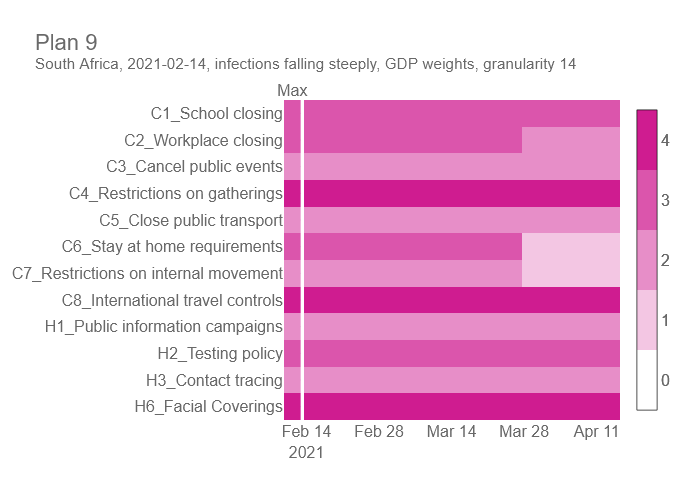 Plan 9
South Africa, 2021-02-14, infections falling steeply, GDP weights, granularity 14
Max
C1_School closing
C2_Workplace closing
C3_Cancel public events
C4_Restrictions on gatherings
C5_Close public transport
C6_Stay at home requirements
C7_Restrictions on internal movement
C8_International travel controls
H1_Public information campaigns
H2_Testing policy
H3_Contact tracing
H6_Facial Coverings
Feb 14 Feb 28 Mar 14 Mar 28 Apr 11
2021
4
3
2
1
0